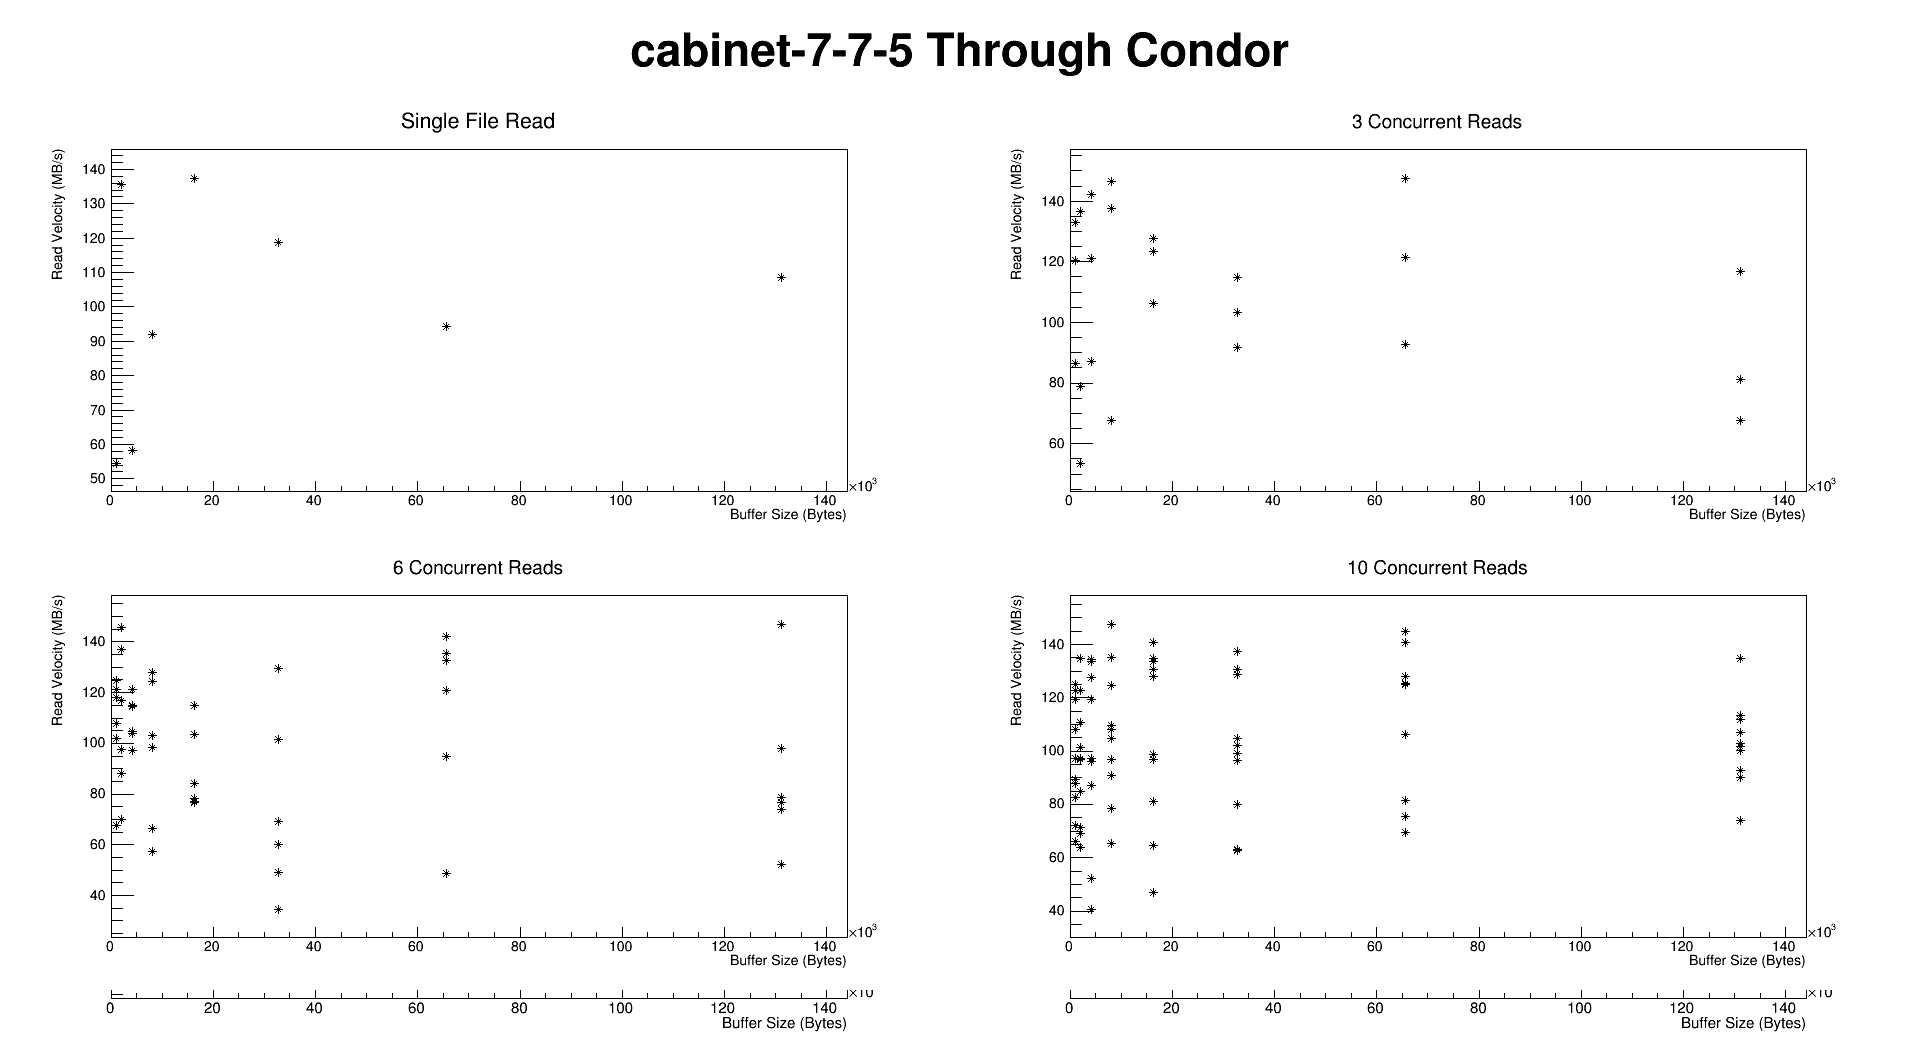 cabinet-7-7-5 Through Condor
Single File Read
Read Velocity (MB/s)
140
130
120
110
100
90
80
70
60
50
0 20 40 60 80 100 120 140 ×10³
Buffer Size (Bytes)
3 Concurrent Reads
Read Velocity (MB/s)
140
120
100
80
60
0 20 40 60 80 100 120 140 ×10³
Buffer Size (Bytes)
6 Concurrent Reads
Read Velocity (MB/s)
140
120
100
80
60
40
0 20 40 60 80 100 120 140 ×10³
Buffer Size (Bytes)
10 Concurrent Reads
Read Velocity (MB/s)
140
120
100
80
60
40
0 20 40 60 80 100 120 140 ×10³
Buffer Size (Bytes)
0 20 40 60 80 100 120 140 ×10
Buffer Size (Bytes)
0 20 40 60 80 100 120 140 ×10
Buffer Size (Bytes)